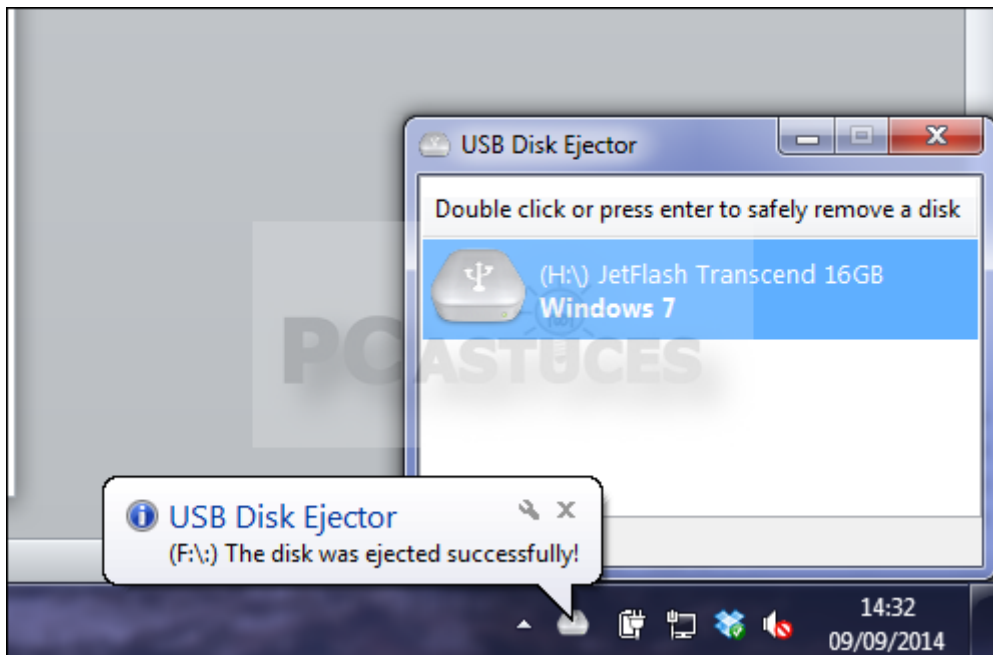 USB Disk Ejector
Double click or press enter to safely remove a disk
(H:\) JetFlash Transcend 16GB
Windows 7
PCASTUCES
USB Disk Ejector
(F:\:) The disk was ejected successfully!
14:32
09/09/2014